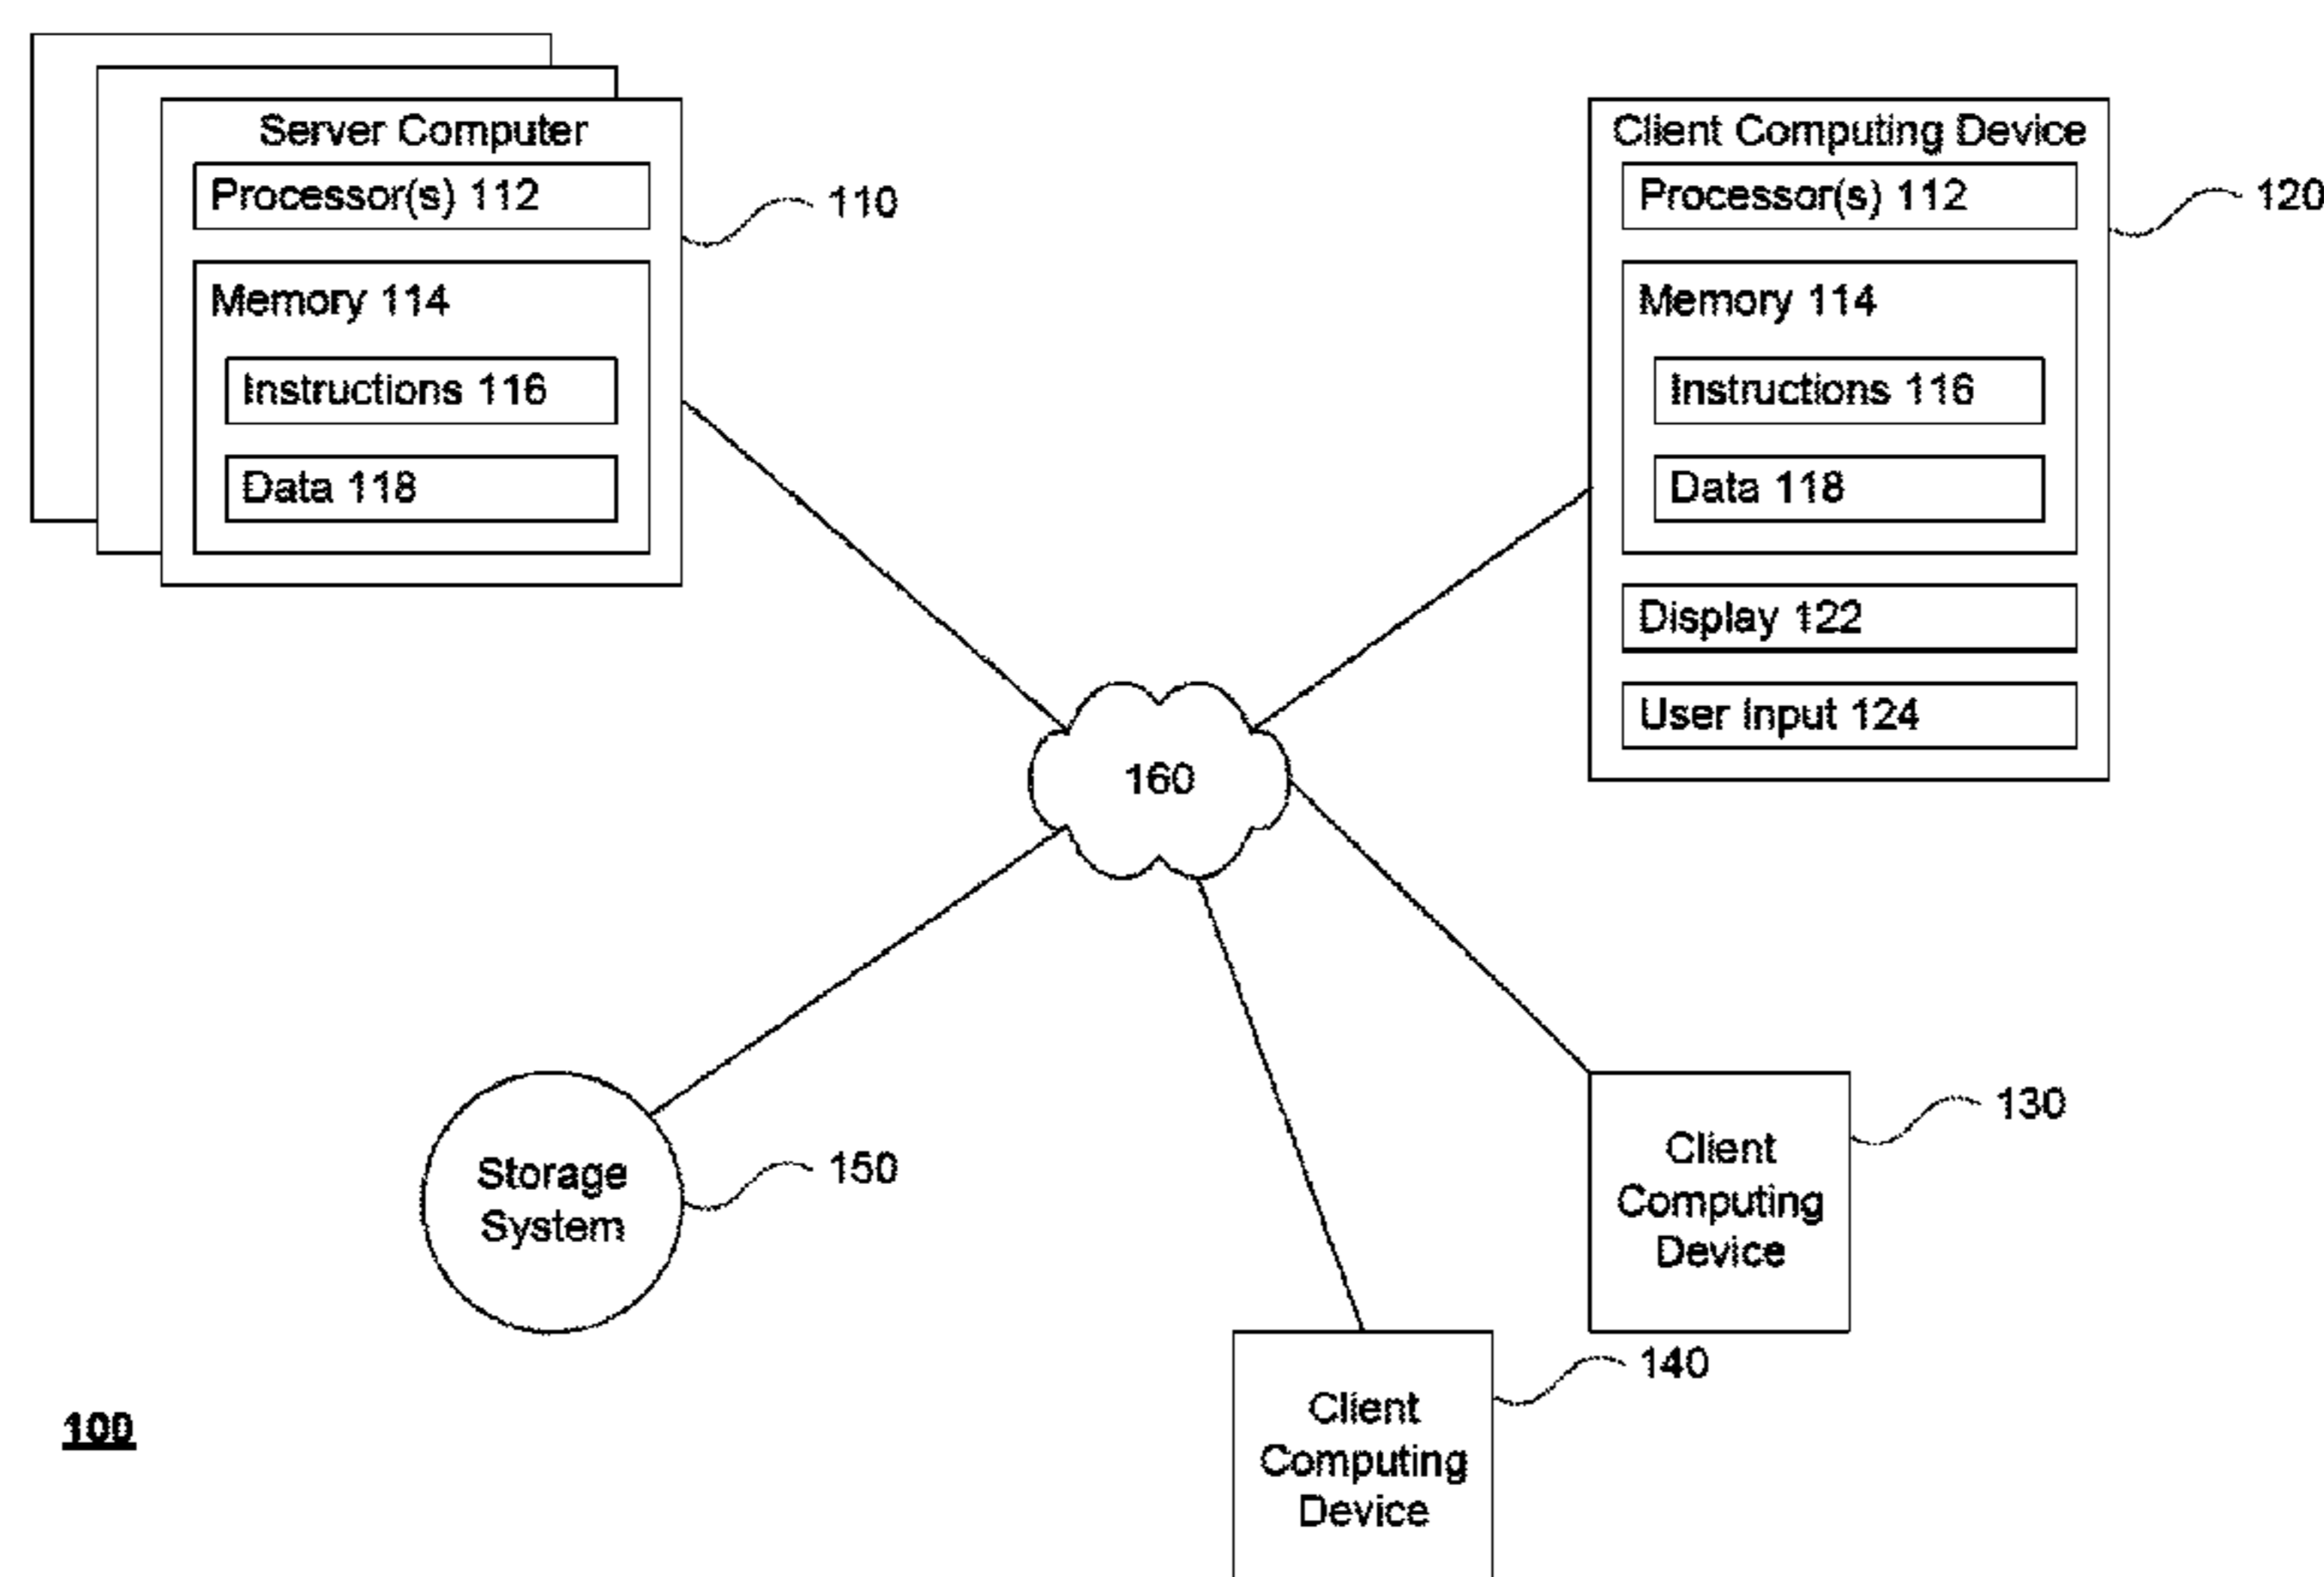 Server Computer
Processor(s) 112
110
Memory 114
Instructions 116
Data 118
Client Computing Device
Processor(s) 112
120
Memory 114
Instructions 116
Data 118
Display 122
User Input 124
160
Storage
System
150
Client
Computing
Device
130
Client
Computing
Device
140
100